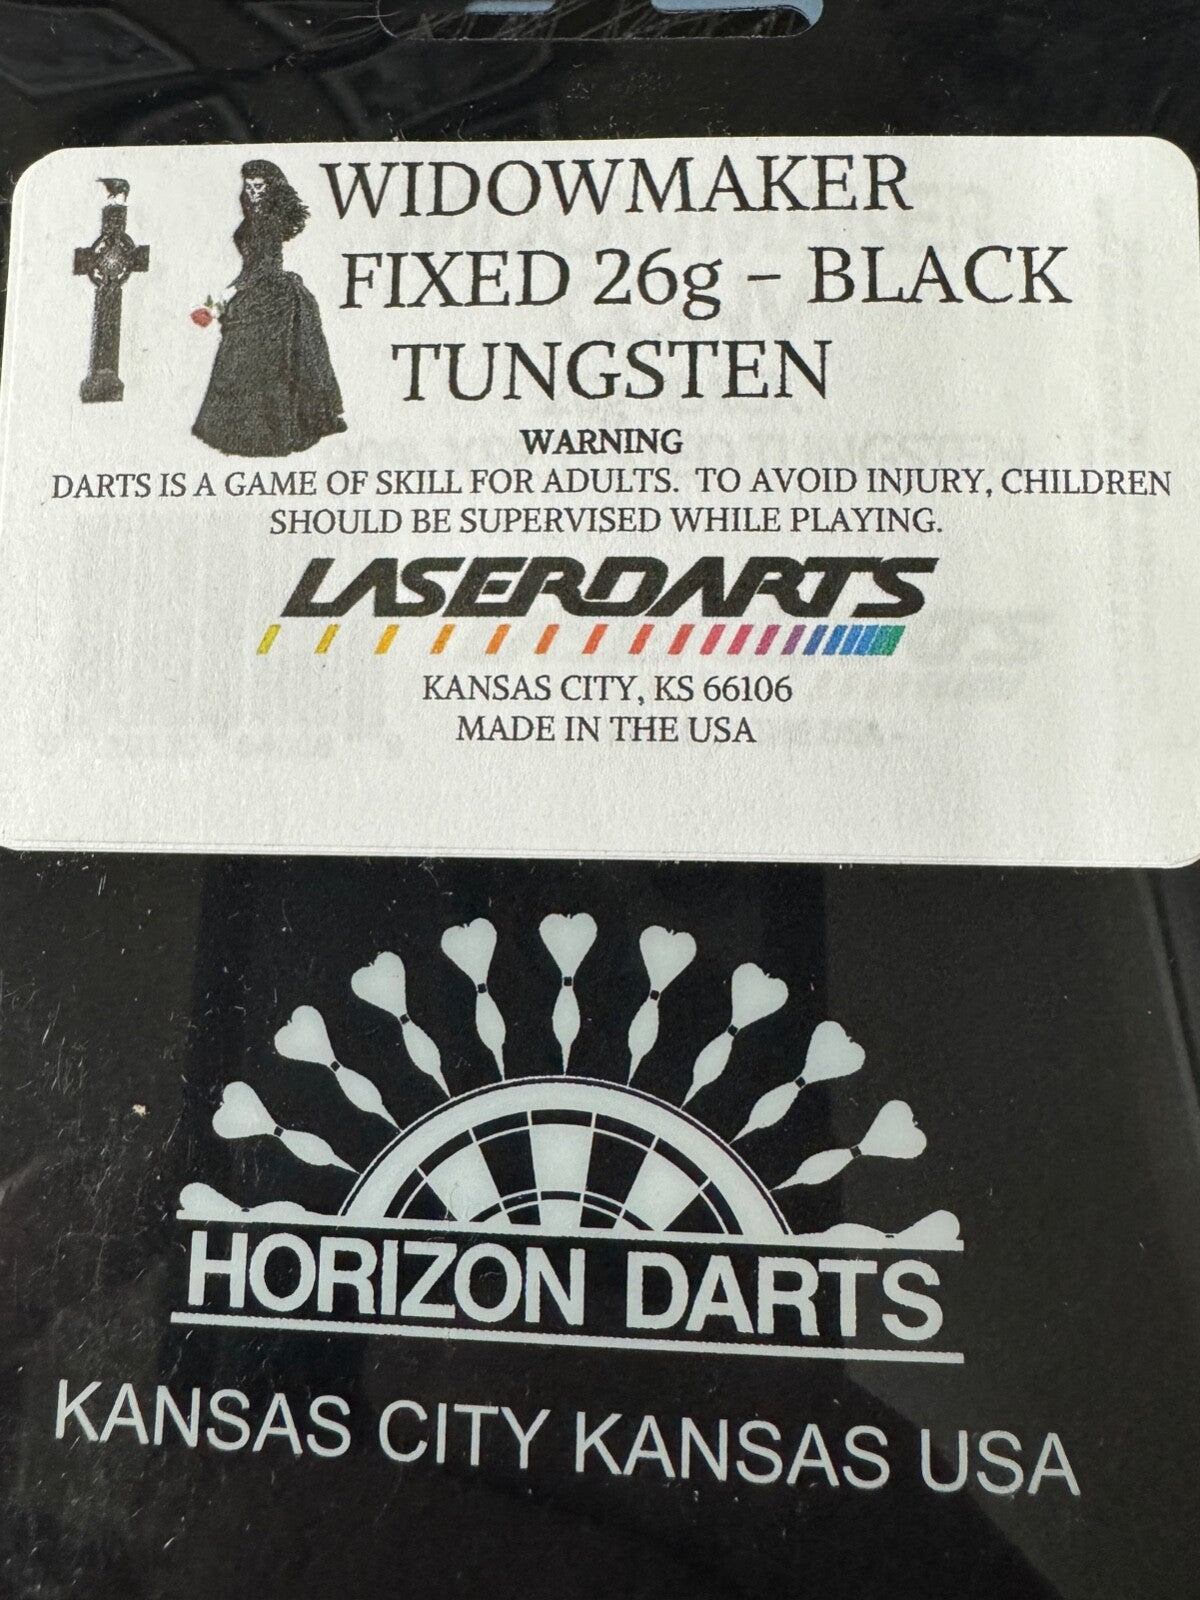 WIDOWMAKER
FIXED 26g – BLACK
TUNGSTEN
WARNING
DARTS IS A GAME OF SKILL FOR ADULTS. TO AVOID INJURY, CHILDREN
SHOULD BE SUPERVISED WHILE PLAYING.
LASERDARTS
KANSAS CITY, KS 66106
MADE IN THE USA
HORIZON DARTS
KANSAS CITY KANSAS USA